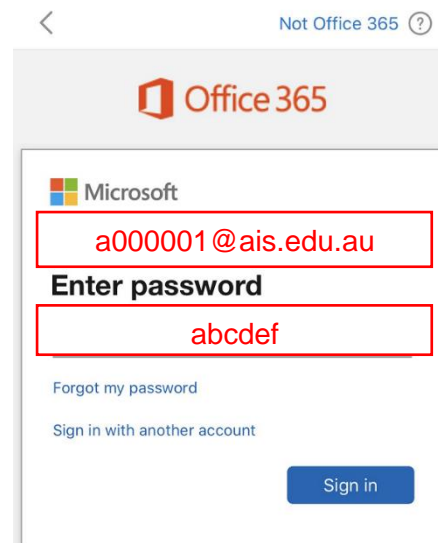 Not Office 365 ?
Office 365
Microsoft
a000001@ais.edu.au
Enter password
abcdef
Forgot my password
Sign in with another account
Sign in